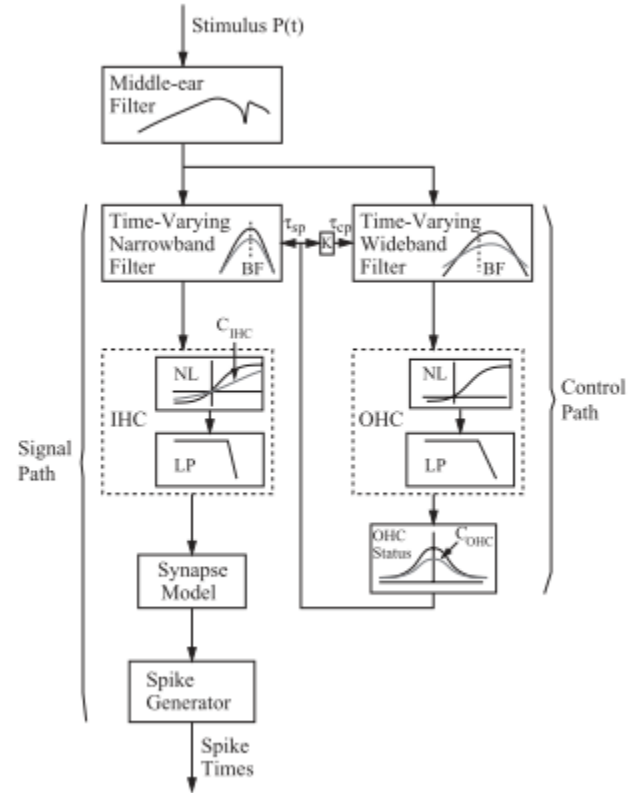 Stimulus P(t)
Middle-ear
Filter
Time-Varying
Narrowband
Filter
BF
τsp
K
τcp
Time-Varying
Wideband
Filter
BF
CIHC
NL
IHC
LP
NL
OHC
LP
Signal
Path
Control
Path
OHC
Status
COHC
Synapse
Model
Spike
Generator
Spike
Times